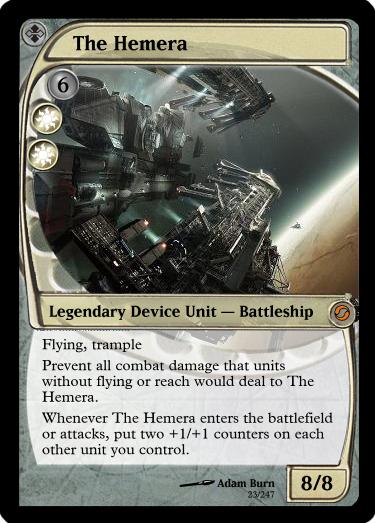 The Hemera
6
Legendary Device Unit — Battleship
Flying, trample
Prevent all combat damage that units
without flying or reach would deal to The
Hemera.
Whenever The Hemera enters the battlefield
or attacks, put two +1/+1 counters on each
other unit you control.
Adam Burn
23/247
8/8